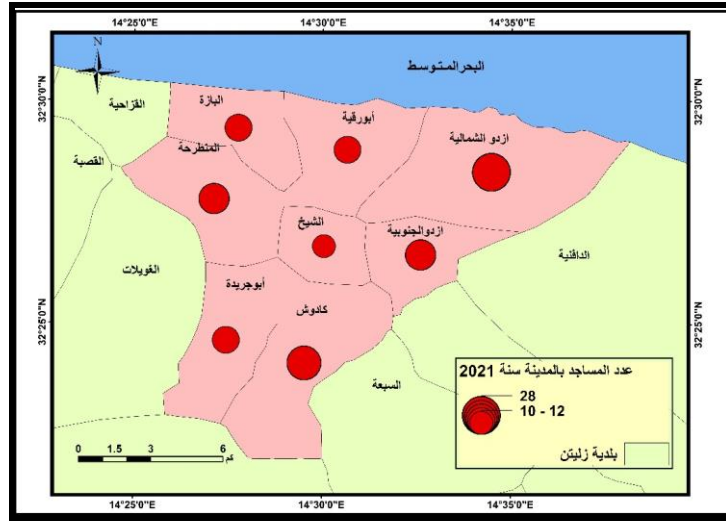 14°25'0"E 14°30'0"E 14°35'0"E
N
البحر المتوسط
32°30'0"N 32°30'0"N
القزاحية
البازة
أبورقية
ازدو الشمالية
المنطرحة
القصبة
الشيخ
ازدوالجنوبية
الدافنية
الغويلات
أبوجريدة
كادوش
32°25'0"N 32°25'0"N
السبعة
عدد المساجد بالمدينة سنة 2021
28
10 - 12
بلدية زليتن
0 1.5 3 6
كم
14°25'0"E 14°30'0"E 14°35'0"E